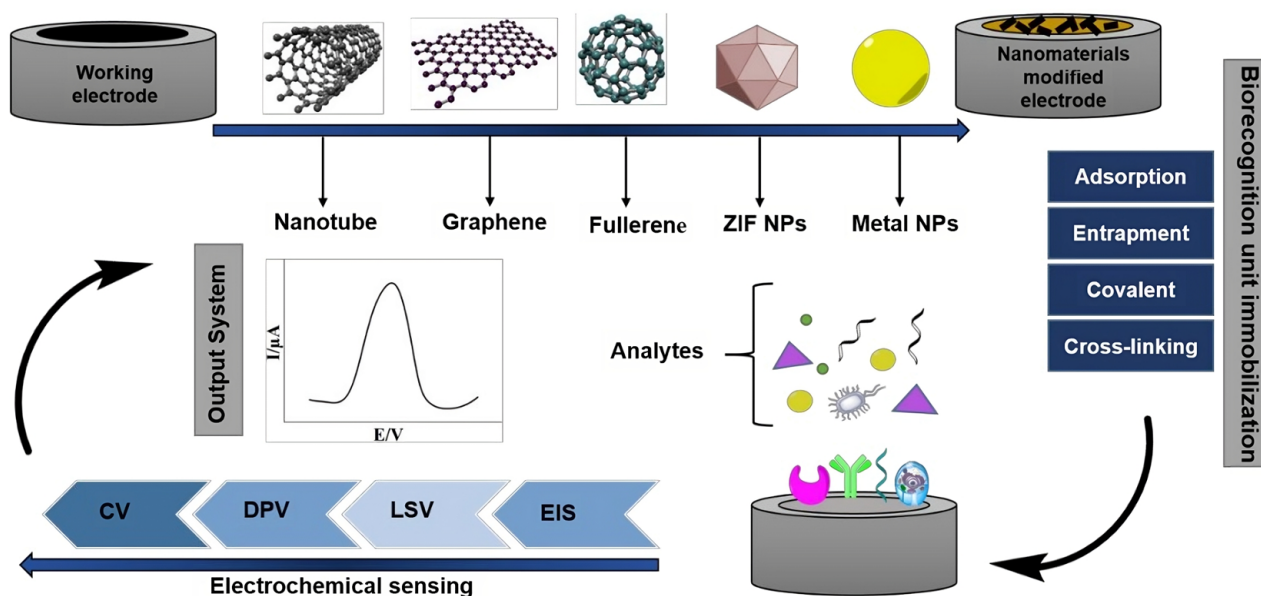 Working
electrode
Nanomaterials
modified
electrode
Nanotube
Graphene
Fullerene
ZIF NPs
Metal NPs
Biorecognition unit immobilization
Adsorption
Entrapment
Covalent
Cross-linking
Output System
I/µA
E/V
Analytes
CV
DPV
LSV
EIS
Electrochemical sensing